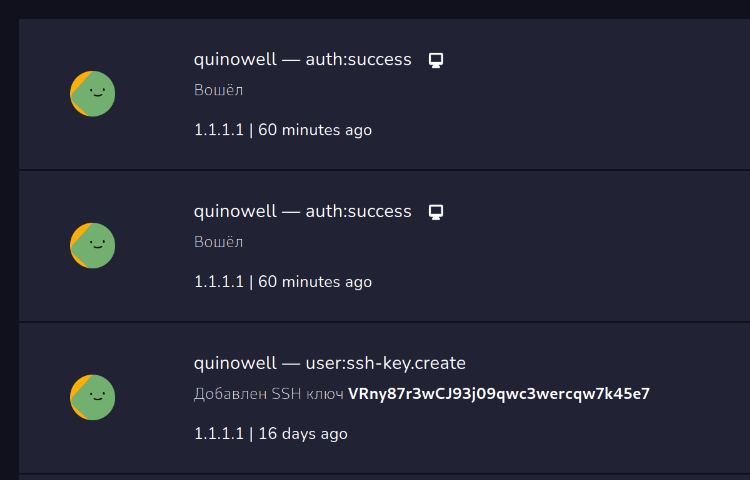 quinowell — auth:success
Вошёл
1.1.1.1 | 60 minutes ago
quinowell — auth:success
Вошёл
1.1.1.1 | 60 minutes ago
quinowell — user:ssh-key.create
Добавлен SSH ключ VRny87r3wCJ93j09qwc3wercqw7k45e7
1.1.1.1 | 16 days ago